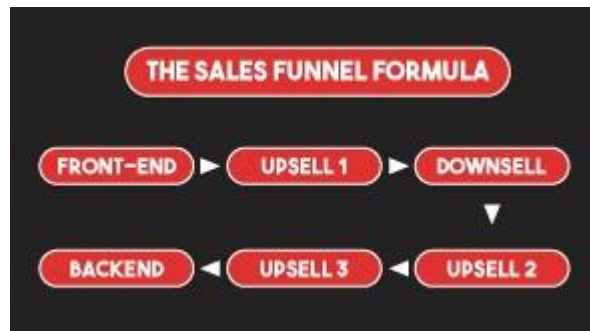 THE SALES FUNNEL FORMULA
FRONT-END
UPSELL 1
DOWNSELL
UPSELL 2
UPSELL 3
BACKEND